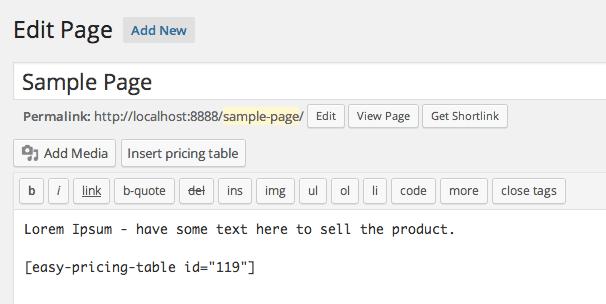 Edit Page Add New
Sample Page
Permalink: http://localhost:8888/sample-page/ Edit View Page Get Shortlink
Add Media Insert pricing table
b i link b-quote del ins img ul ol li code more close tags
Lorem Ipsum - have some text here to sell the product.
[easy-pricing-table id="119"]